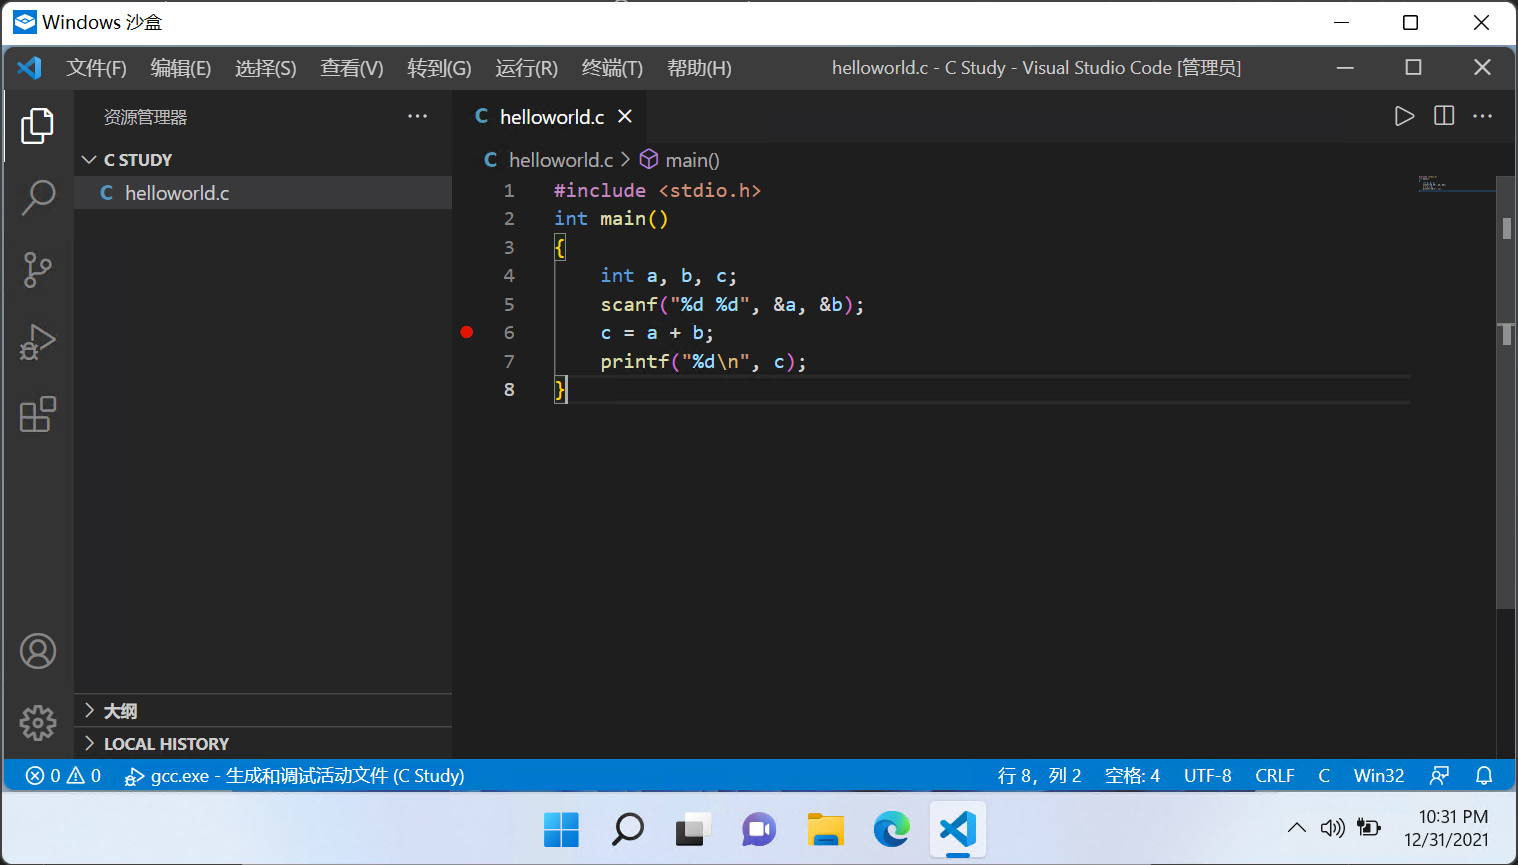 Windows 沙盒
文件(F) 编辑(E) 选择(S) 查看(V) 转到(G) 运行(R) 终端(T) 帮助(H) helloworld.c - C Study - Visual Studio Code [管理员]
资源管理器
C STUDY
C helloworld.c
大纲
LOCAL HISTORY
C helloworld.c
C helloworld.c > main()
1 #include <stdio.h>
2 int main()
3 {
4 int a, b, c;
5 scanf("%d %d", &a, &b);
6 c = a + b;
7 printf("%d\n", c);
8 }
0 0 gcc.exe - 生成和调试活动文件 (C Study) 行 8，列 2 空格: 4 UTF-8 CRLF C Win32
10:31 PM
12/31/2021